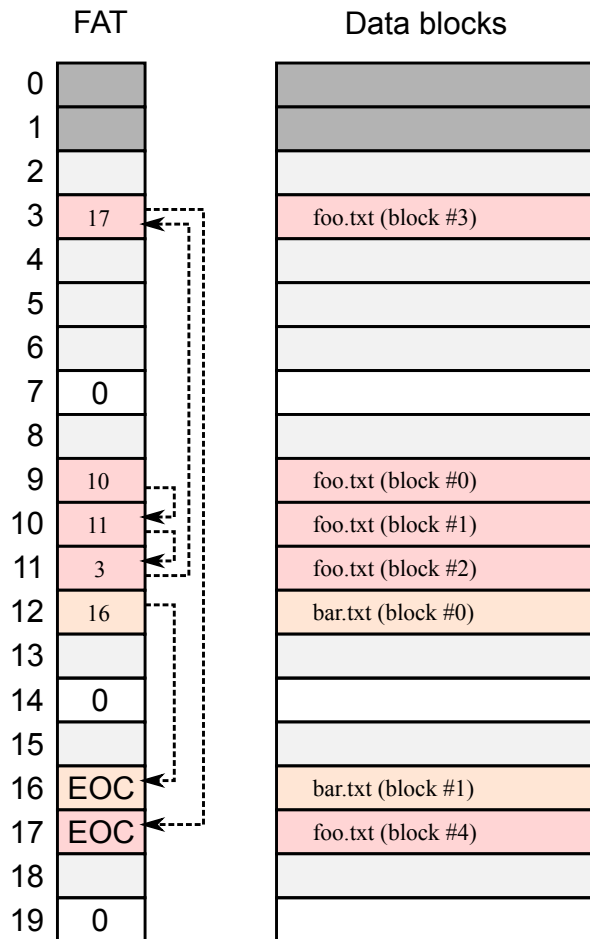 FAT Data blocks
0
1
2
3 17 foo.txt (block #3)
4
5
6
7 0
8
9 10 foo.txt (block #0)
10 11 foo.txt (block #1)
11 3 foo.txt (block #2)
12 16 bar.txt (block #0)
13
14 0
15
16 EOC bar.txt (block #1)
17 EOC foo.txt (block #4)
18
19 0